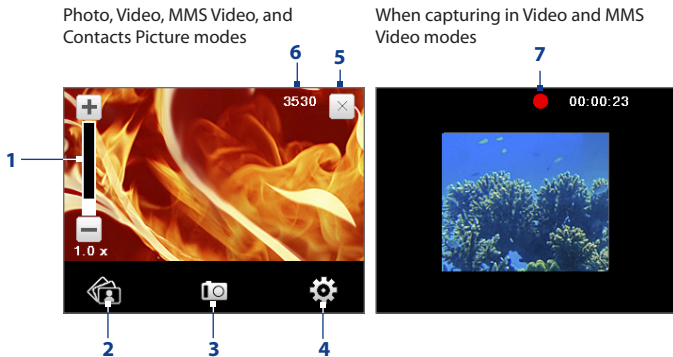 Photo, Video, MMS Video, and
Contacts Picture modes
When capturing in Video and MMS
Video modes
6
5
7
3530
00:00:23
1
1.0 x
2
3
4